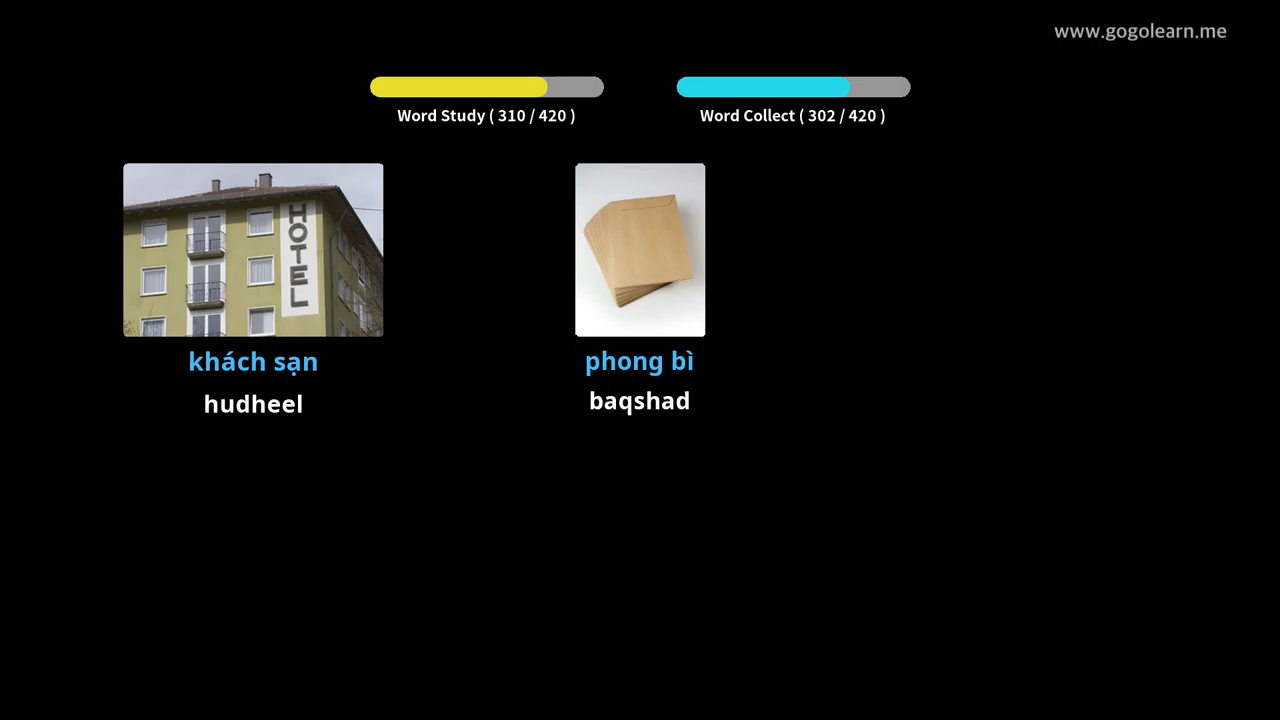 www.gogolearn.me
Word Study ( 310 / 420 )
Word Collect ( 302 / 420 )
HOTEL
khách sạn
hudheel
phong bì
baqshad